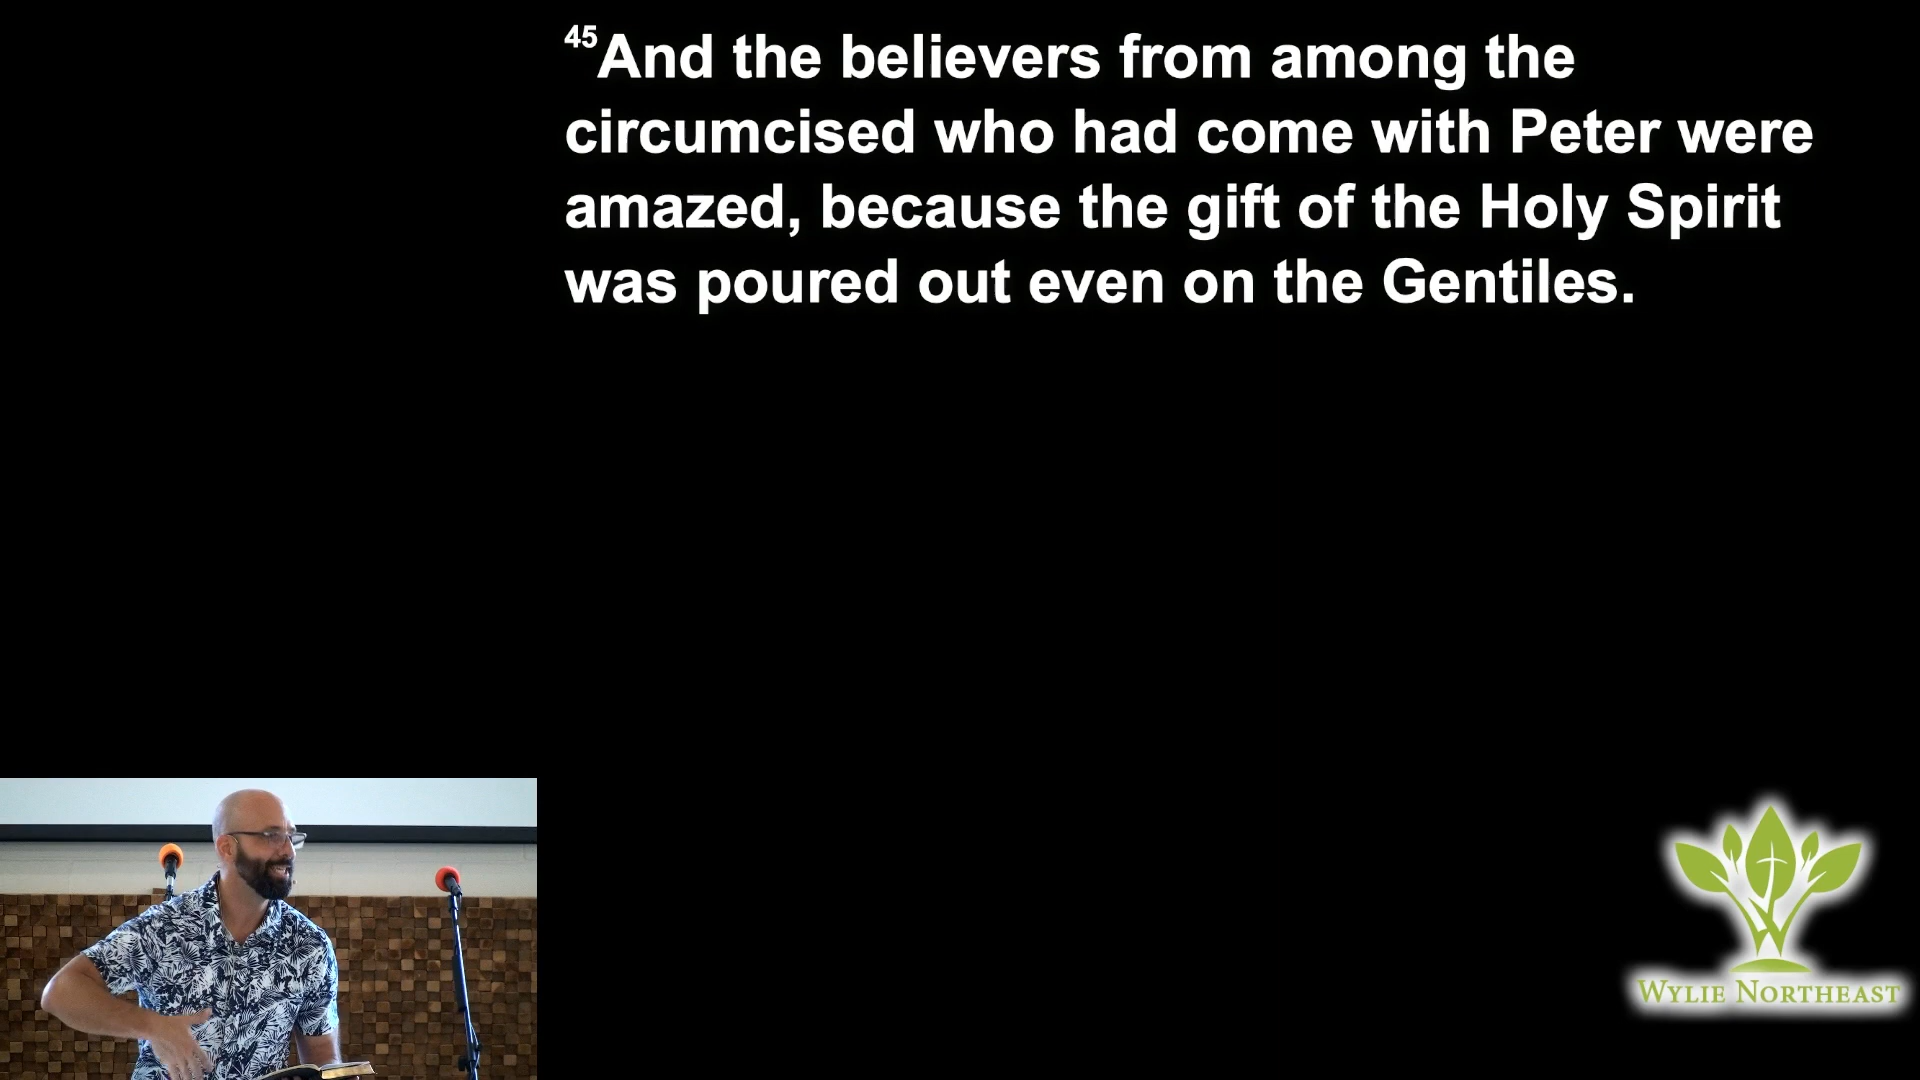 45And the believers from among the
circumcised who had come with Peter were
amazed, because the gift of the Holy Spirit
was poured out even on the Gentiles.
WYLIE NORTHEAST